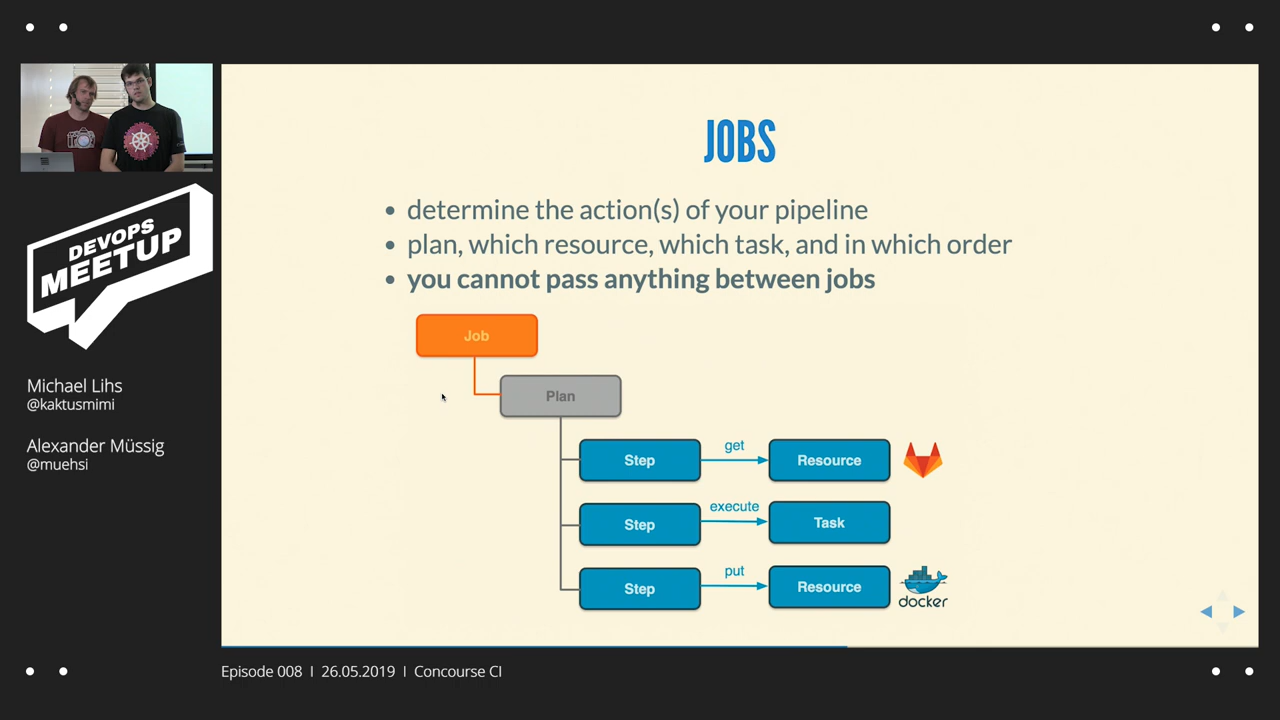 DEVOPS
MEETUP
Michael Lihs
@kaktusmimi
Alexander Müssig
@muehsi
JOBS
determine the action(s) of your pipeline
plan, which resource, which task, and in which order
you cannot pass anything between jobs
Job
Plan
Step
get
Resource
Step
execute
Task
Step
put
Resource
docker
Episode 008 | 26.05.2019 | Concourse CI